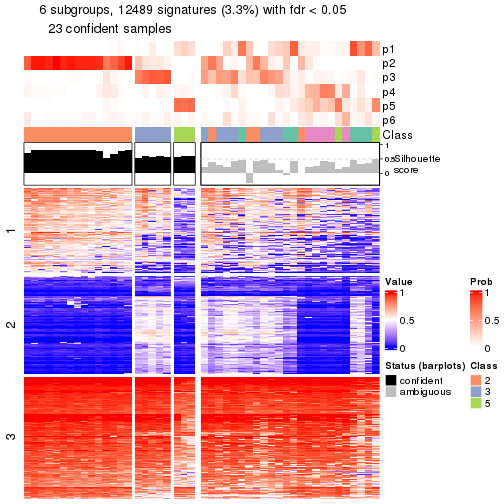 6 subgroups, 12489 signatures (3.3%) with fdr < 0.05
23 confident samples
p1
p2
p3
p4
p5
p6
Class
1
0.5
0
Silhouette
score
1
2
3
Value
1
0.5
0
Prob
1
0.5
0
Status (barplots)
confident
ambiguous
Class
2
3
5